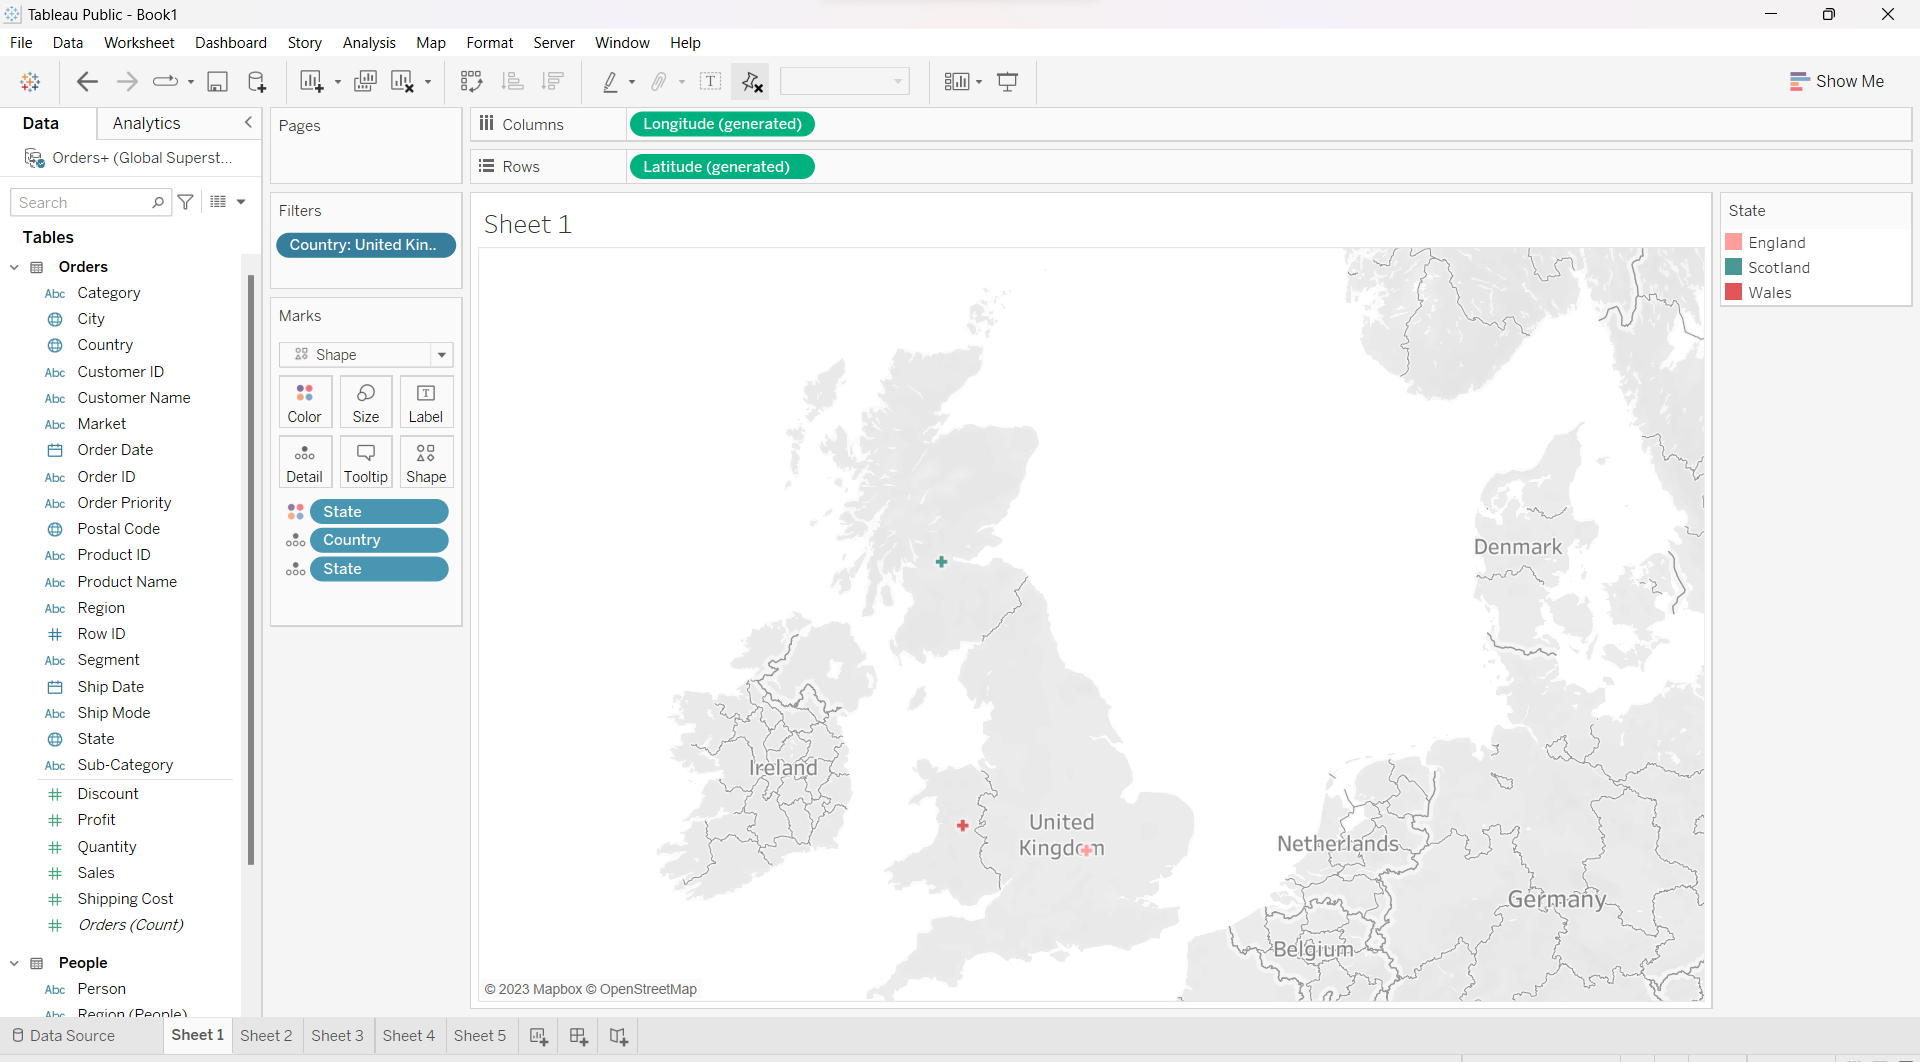 Tableau Public - Book1
File Data Worksheet Dashboard Story Analysis Map Format Server Window Help
Show Me
Data Analytics
Orders+ (Global Superst...
Search
Tables
Orders
Abc Category
City
Country
Abc Customer ID
Abc Customer Name
Abc Market
Order Date
Abc Order ID
Abc Order Priority
Postal Code
Abc Product ID
Abc Product Name
Abc Region
# Row ID
Abc Segment
Ship Date
Abc Ship Mode
State
Abc Sub-Category
# Discount
# Profit
# Quantity
# Sales
# Shipping Cost
# Orders (Count)
People
Abc Person
Abc Region (People)
Pages
Filters
Country: United Kin..
Marks
Shape
Color Size Label
Detail Tooltip Shape
State
Country
State
Columns Longitude (generated)
Rows Latitude (generated)
Sheet 1
Denmark
Ireland
United
Kingdom
Netherlands
Germany
Belgium
© 2023 Mapbox © OpenStreetMap
State
England
Scotland
Wales
Data Source Sheet 1 Sheet 2 Sheet 3 Sheet 4 Sheet 5